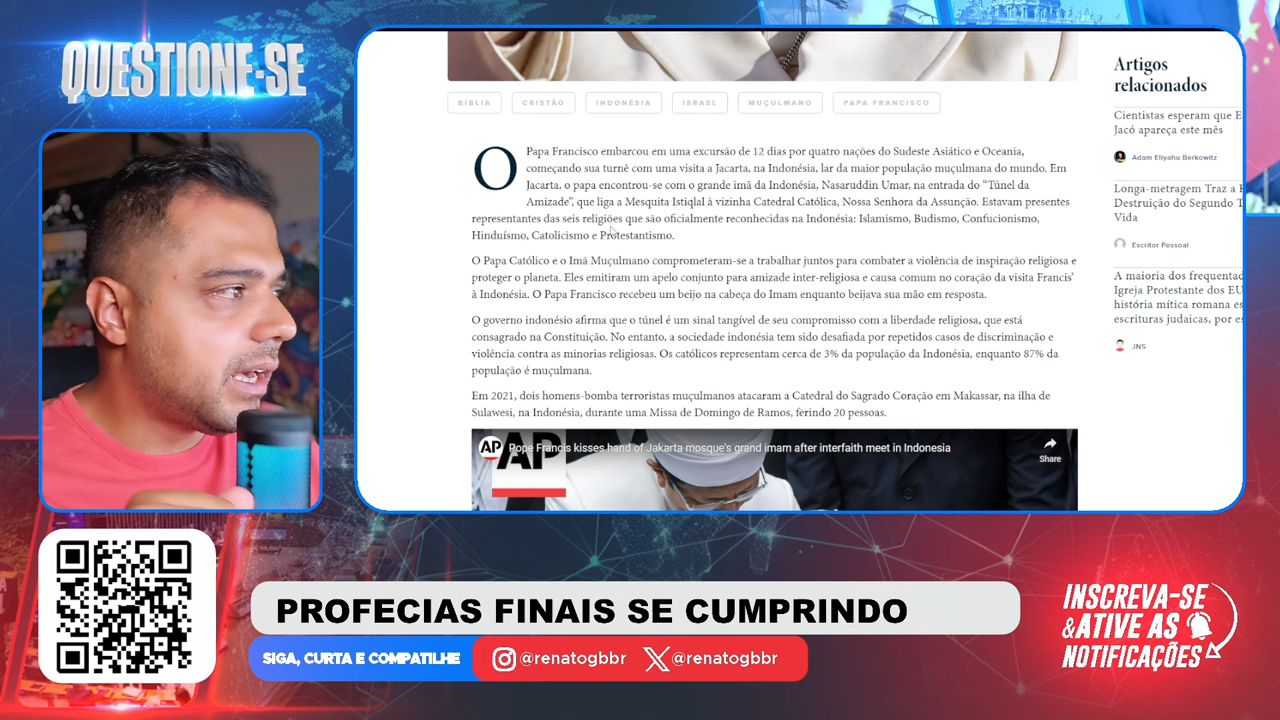 QUESTIONE-SE
BÍBLIA
CRISTÃO
INDONÉSIA
ISRAEL
MUÇULMANO
PAPA FRANCISCO
O Papa Francisco embarcou em uma excursão de 12 dias por quatro nações do Sudeste Asiático e Oceania,
começando sua turnê com uma visita a Jacarta, na Indonésia, lar da maior população muçulmana do mundo. Em
Jacarta, o papa encontrou-se com o grande imã da Indonésia, Nasaruddin Umar, na entrada do “Túnel da
Amizade”, que liga a Mesquita Istiqlal à vizinha Catedral Católica, Nossa Senhora da Assunção. Estavam presentes
representantes das seis religiões que são oficialmente reconhecidas na Indonésia: Islamismo, Budismo, Confucionismo,
Hinduísmo, Catolicismo e Protestantismo.
O Papa Católico e o Imã Muçulmano comprometeram-se a trabalhar juntos para combater a violência de inspiração religiosa e
proteger o planeta. Eles emitiram um apelo conjunto para amizade inter-religiosa e causa comum no coração da visita Francis’
à Indonésia. O Papa Francisco recebeu um beijo na cabeça do Imam enquanto beijava sua mão em resposta.
O governo indonésio afirma que o túnel é um sinal tangível de seu compromisso com a liberdade religiosa, que está
consagrado na Constituição. No entanto, a sociedade indonésia tem sido desafiada por repetidos casos de discriminação e
violência contra as minorias religiosas. Os católicos representam cerca de 3% da população da Indonésia, enquanto 87% da
população é muçulmana.
Em 2021, dois homens-bomba terroristas muçulmanos atacaram a Catedral do Sagrado Coração em Makassar, na ilha de
Sulawesi, na Indonésia, durante uma Missa de Domingo de Ramos, ferindo 20 pessoas.
AP
Pope Francis kisses hand of Jakarta mosque's grand imam after interfaith meet in Indonesia
Share
AP
Artigos
relacionados
Cientistas esperam que E
Jacó apareça este mês
Adam Eliyahu Berkowitz
Longa-metragem Traz a
Destruição do Segundo T
Vida
Escritor Pessoal
A maioria dos frequentad
Igreja Protestante dos EU
história mítica romana es
escrituras judaicas, por es
JNS
PROFECIAS FINAIS SE CUMPRINDO
SIGA, CURTA E COMPATILHE
@renatogbbr
@renatogbbr
INSCREVA-SE
&ATIVE AS
NOTIFICAÇÕES